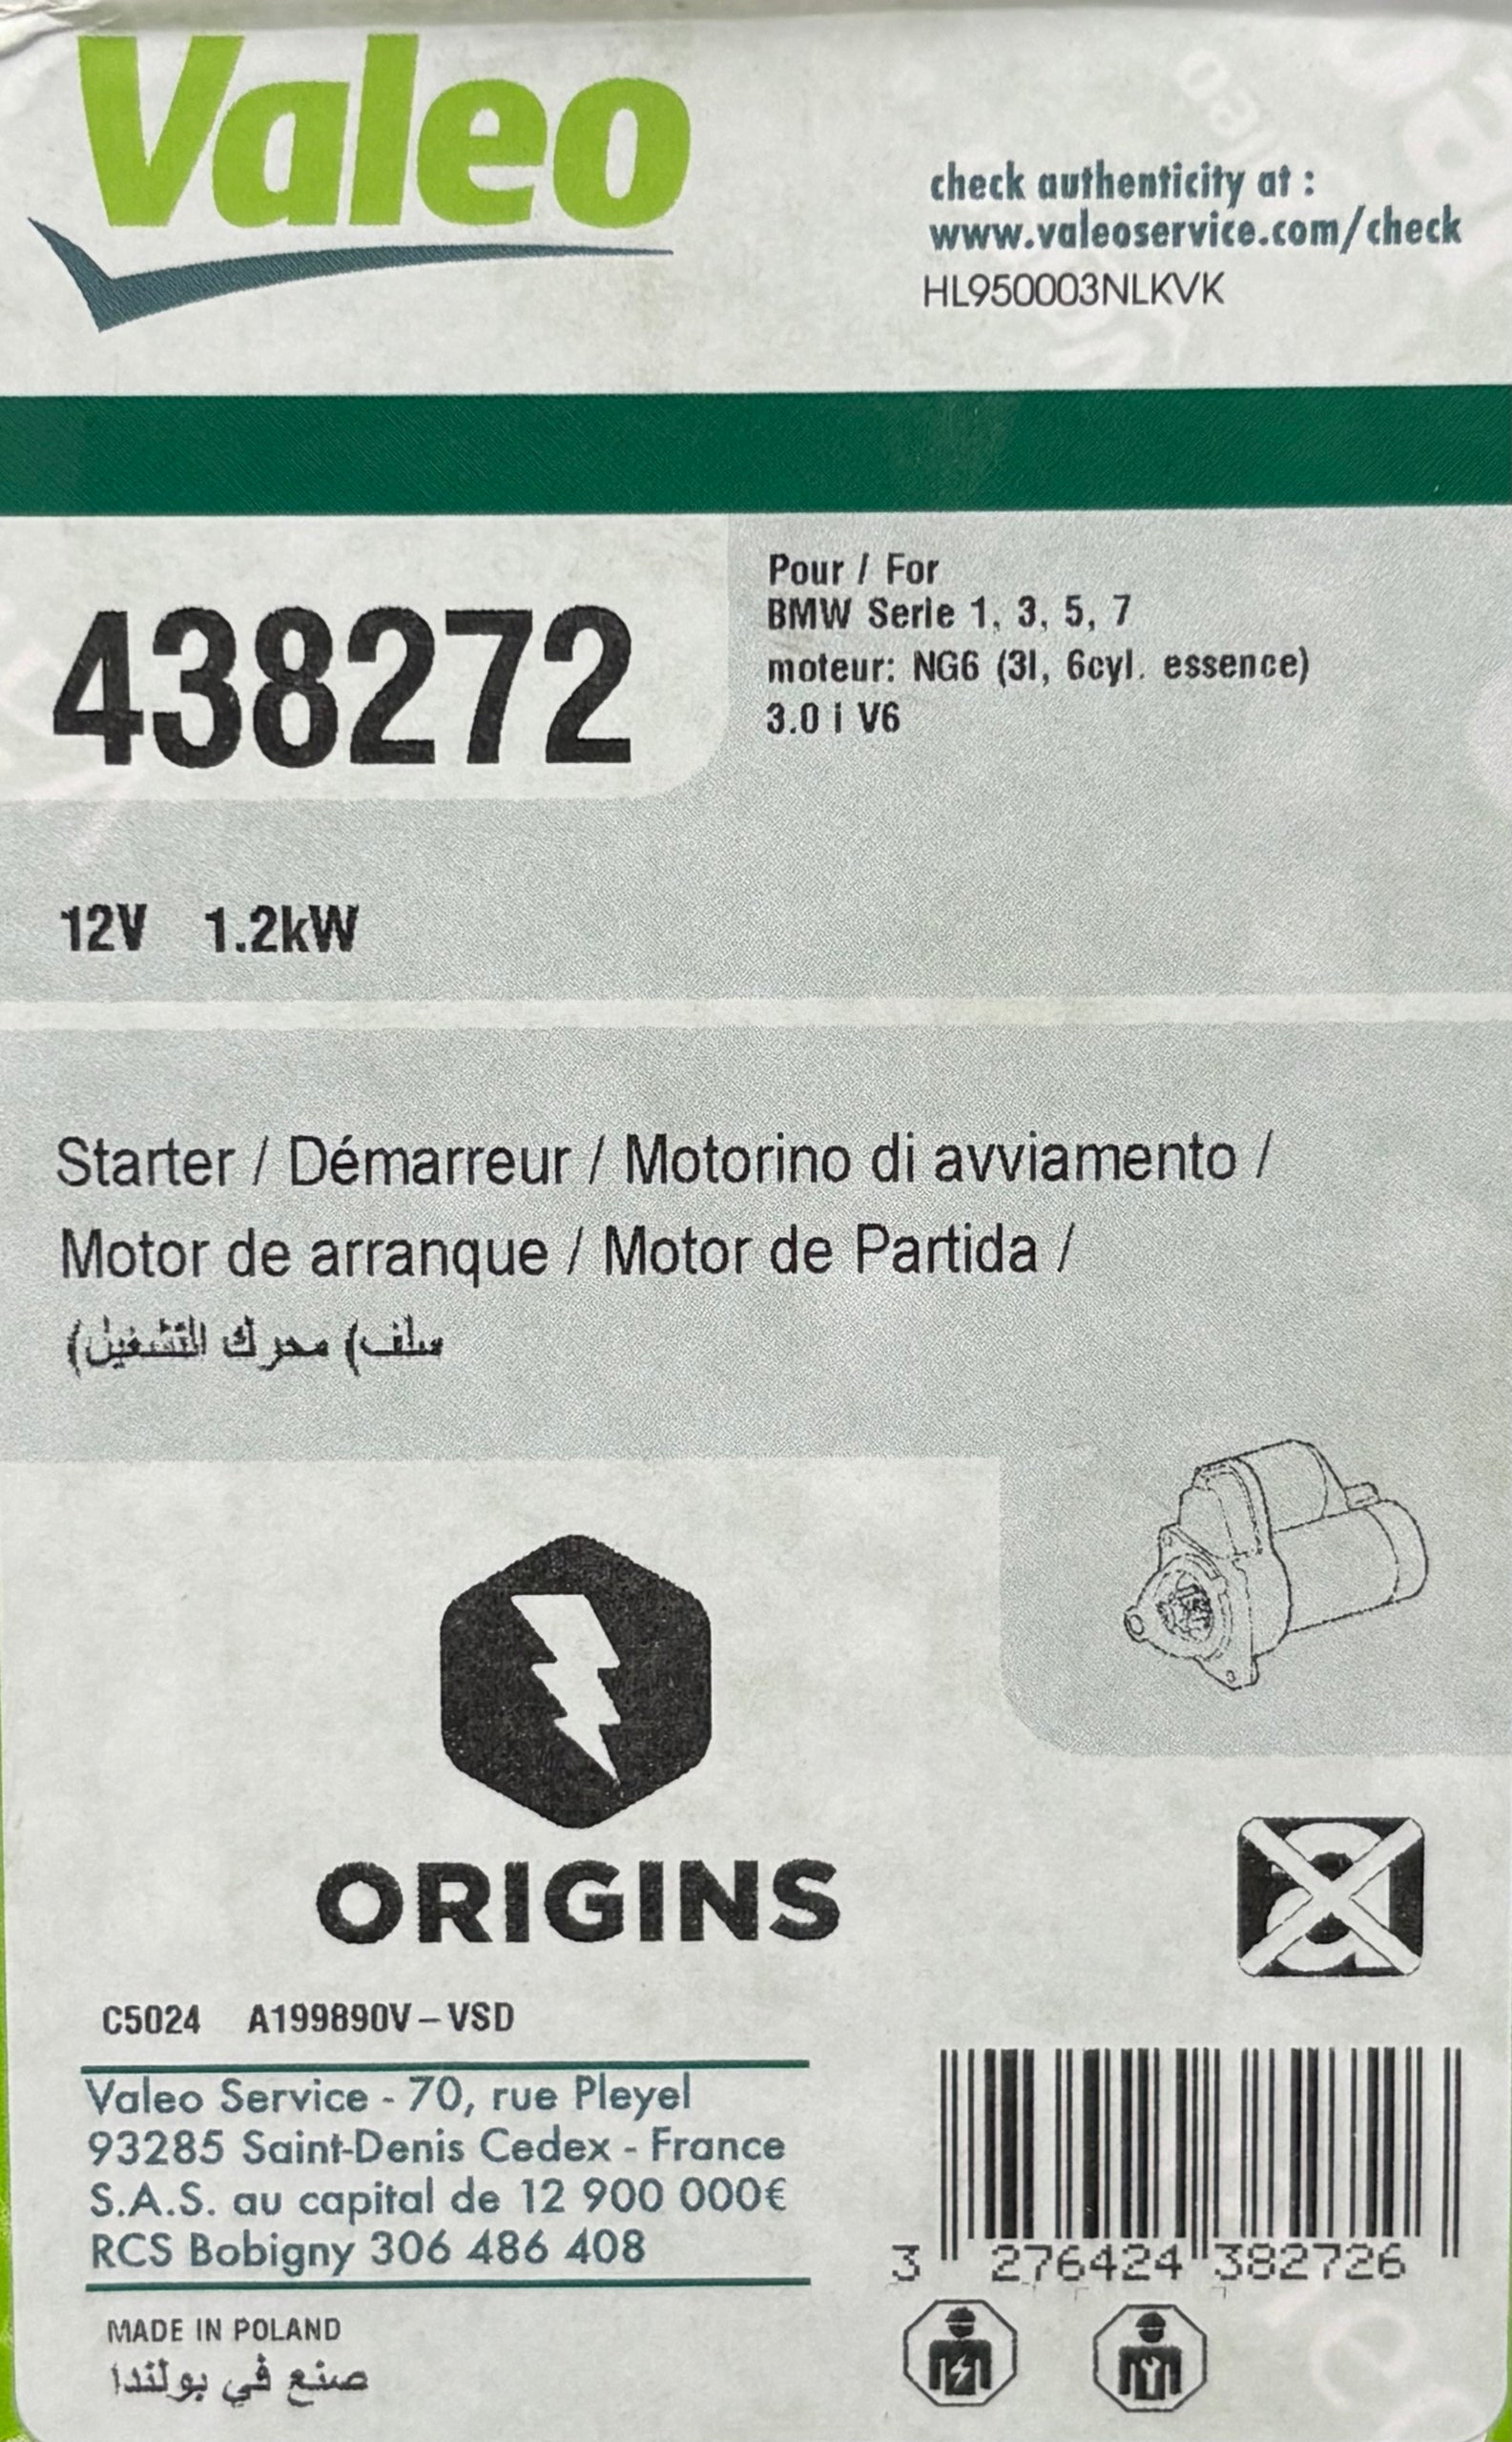 Valeo
check authenticity at :
www.valeoservice.com/check
HL950003NLKVK
438272
Pour / For
BMW Serie 1, 3, 5, 7
moteur: NG6 (3l, 6cyl. essence)
3.0 i V6
12V 1.2kW
Starter / Démarreur / Motorino di avviamento /
Motor de arranque / Motor de Partida /
سلف) محرك التشغيل)
ORIGINS
C5024 A199890V-VSD
Valeo Service - 70, rue Pleyel
93285 Saint-Denis Cedex - France
S.A.S. au capital de 12 900 000€
RCS Bobigny 306 486 408
3 276424 382726
MADE IN POLAND
صنع في بولندا